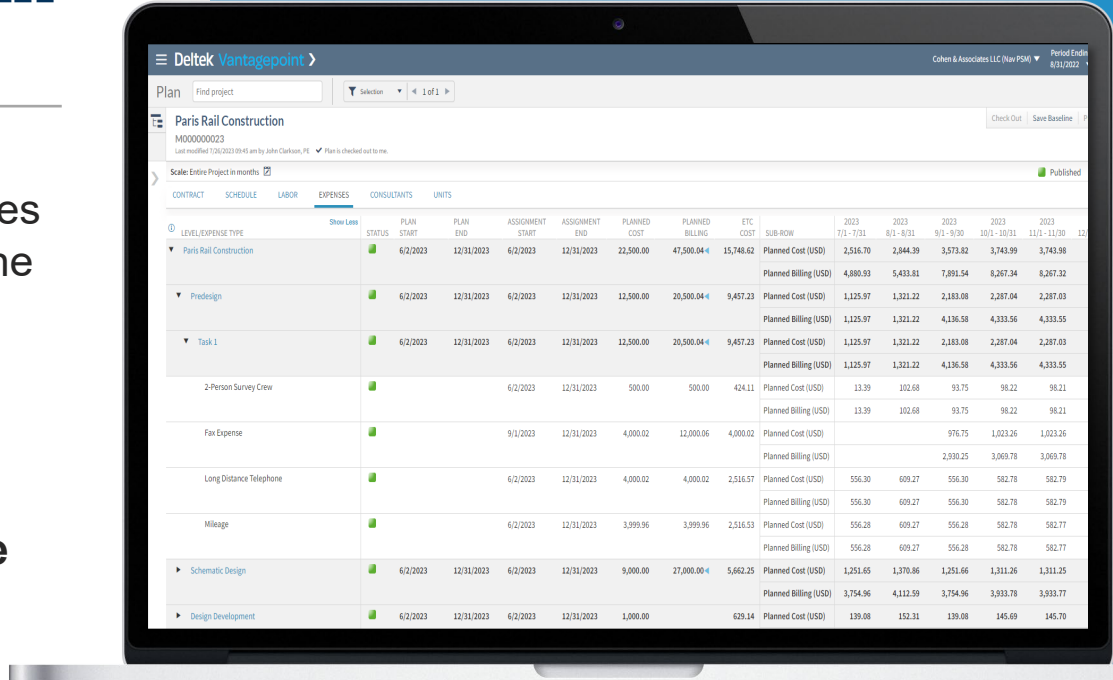 es
ne
e
Deltek Vantagepoint
Cohen & Associates LLC (Nav PSM)
Period Endin
8/31/2022
Plan
Find project
Selection
1 of 1
Paris Rail Construction
Check Out
Save Baseline
P
M000000023
Last modified 7/26/2023 09:45 am by John Clarkson, PE ✔ Plan is checked out to me.
Scale: Entire Project in months
Published
CONTRACT SCHEDULE LABOR EXPENSES CONSULTANTS UNITS
Show Less PLAN PLAN ASSIGNMENT ASSIGNMENT PLANNED PLANNED ETC 2023 2023 2023 2023 2023
LEVEL/EXPENSE TYPE STATUS START END START END COST BILLING COST SUB-ROW 7/1 - 7/31 8/1 - 8/31 9/1 - 9/30 10/1 - 10/31 11/1 - 11/30 12/
Paris Rail Construction 6/2/2023 12/31/2023 6/2/2023 12/31/2023 22,500.00 47,500.04 15,748.62 Planned Cost (USD) 2,516.70 2,844.39 3,573.82 3,743.99 3,743.98
Planned Billing (USD) 4,880.93 5,433.81 7,891.54 8,267.34 8,267.32
Predesign 6/2/2023 12/31/2023 6/2/2023 12/31/2023 12,500.00 20,500.04 9,457.23 Planned Cost (USD) 1,125.97 1,321.22 2,183.08 2,287.04 2,287.03
Planned Billing (USD) 1,125.97 1,321.22 4,136.58 4,333.56 4,333.55
Task 1 6/2/2023 12/31/2023 6/2/2023 12/31/2023 12,500.00 20,500.04 9,457.23 Planned Cost (USD) 1,125.97 1,321.22 2,183.08 2,287.04 2,287.03
Planned Billing (USD) 1,125.97 1,321.22 4,136.58 4,333.56 4,333.55
2-Person Survey Crew 6/2/2023 12/31/2023 500.00 500.00 424.11 Planned Cost (USD) 13.39 102.68 93.75 98.22 98.21
Planned Billing (USD) 13.39 102.68 93.75 98.22 98.21
Fax Expense 9/1/2023 12/31/2023 4,000.02 12,000.06 4,000.02 Planned Cost (USD) 976.75 1,023.26 1,023.26
Planned Billing (USD) 2,930.25 3,069.78 3,069.78
Long Distance Telephone 6/2/2023 12/31/2023 4,000.02 4,000.02 2,516.57 Planned Cost (USD) 556.30 609.27 556.30 582.78 582.79
Planned Billing (USD) 556.30 609.27 556.30 582.78 582.79
Mileage 6/2/2023 12/31/2023 3,999.96 3,999.96 2,516.53 Planned Cost (USD) 556.28 609.27 556.28 582.78 582.77
Planned Billing (USD) 556.28 609.27 556.28 582.78 582.77
Schematic Design 6/2/2023 12/31/2023 6/2/2023 12/31/2023 9,000.00 27,000.00 5,662.25 Planned Cost (USD) 1,251.65 1,370.86 1,251.66 1,311.26 1,311.25
Planned Billing (USD) 3,754.96 4,112.59 3,754.96 3,933.78 3,933.77
Design Development 6/2/2023 12/31/2023 6/2/2023 12/31/2023 1,000.00 629.14 Planned Cost (USD) 139.08 152.31 139.08 145.69 145.70